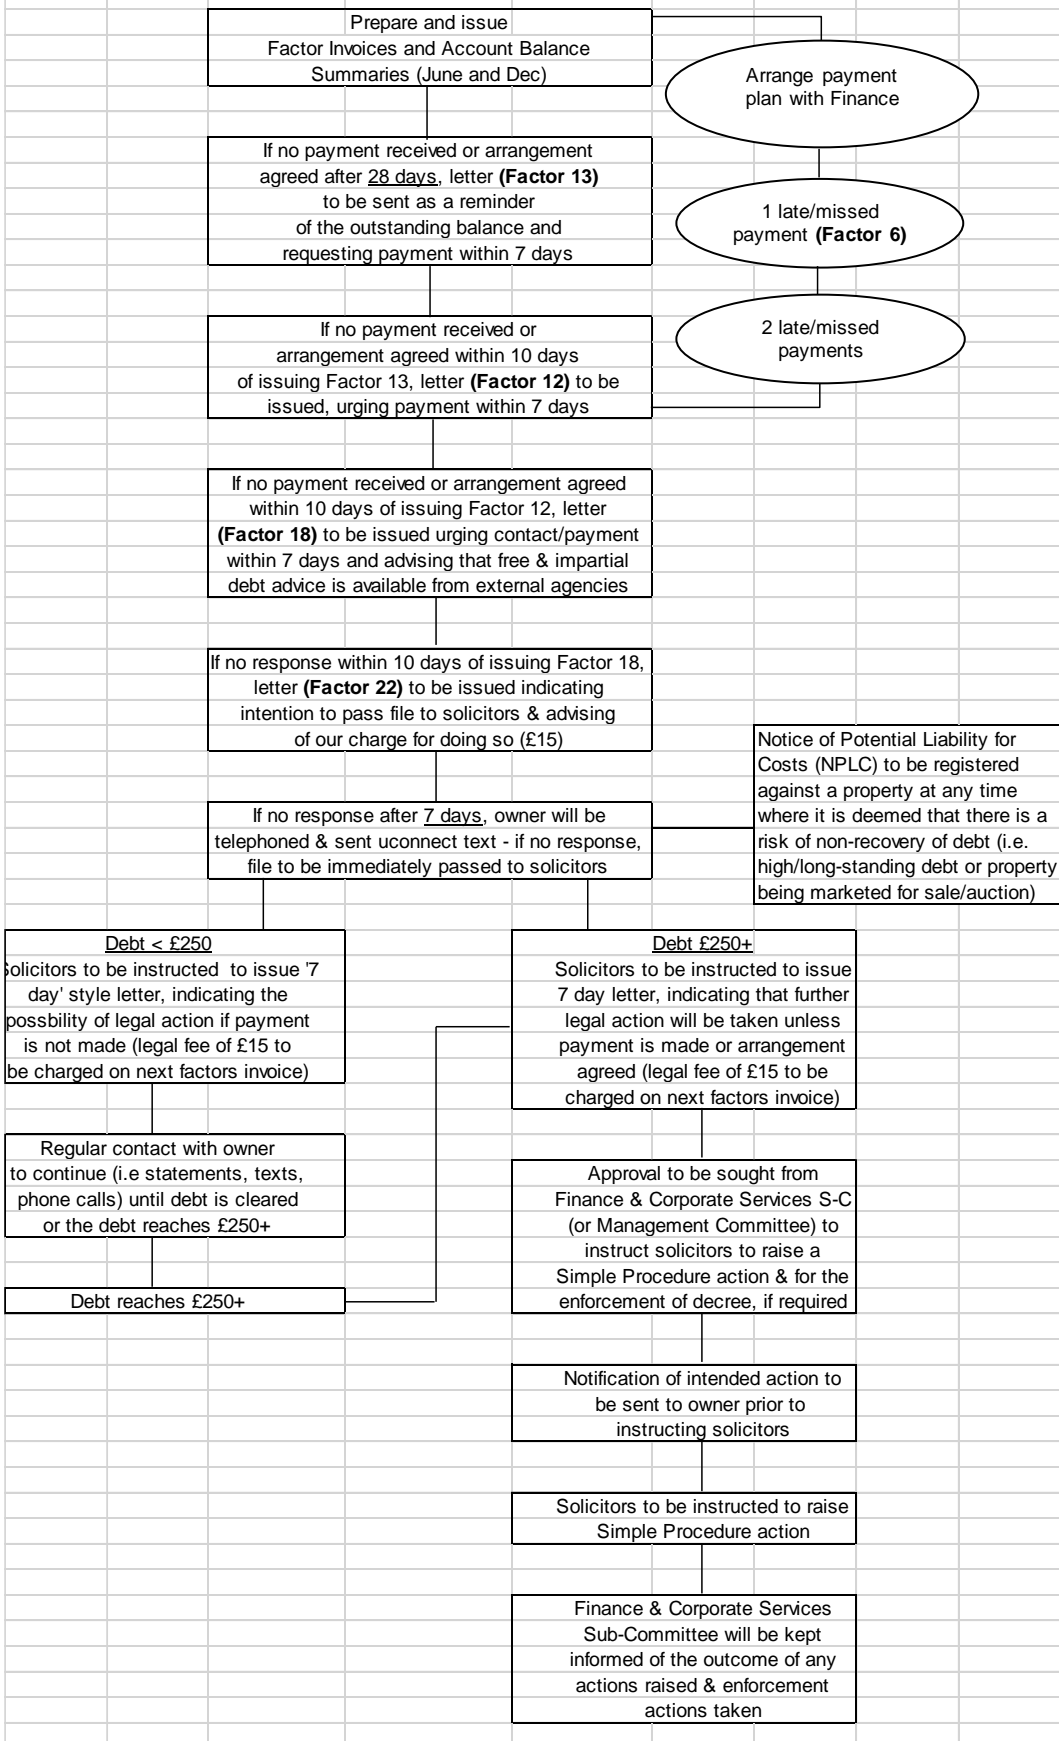 Prepare and issue
Factor Invoices and Account Balance
Summaries (June and Dec)
Arrange payment
plan with Finance
If no payment received or arrangement
agreed after 28 days, letter (Factor 13)
to be sent as a reminder
of the outstanding balance and
requesting payment within 7 days
1 late/missed
payment (Factor 6)
2 late/missed
payments
If no payment received or
arrangement agreed within 10 days
of issuing Factor 13, letter (Factor 12) to be
issued, urging payment within 7 days
If no payment received or arrangement agreed
within 10 days of issuing Factor 12, letter
(Factor 18) to be issued urging contact/payment
within 7 days and advising that free & impartial
debt advice is available from external agencies
If no response within 10 days of issuing Factor 18,
letter (Factor 22) to be issued indicating
intention to pass file to solicitors & advising
of our charge for doing so (£15)
Notice of Potential Liability for
Costs (NPLC) to be registered
against a property at any time
where it is deemed that there is a
risk of non-recovery of debt (i.e.
high/long-standing debt or property
being marketed for sale/auction)
If no response after 7 days, owner will be
telephoned & sent uconnect text - if no response,
file to be immediately passed to solicitors
Debt < £250
Solicitors to be instructed to issue '7
day' style letter, indicating the
possbility of legal action if payment
is not made (legal fee of £15 to
be charged on next factors invoice)
Regular contact with owner
to continue (i.e statements, texts,
phone calls) until debt is cleared
or the debt reaches £250+
Debt reaches £250+
Debt £250+
Solicitors to be instructed to issue
7 day letter, indicating that further
legal action will be taken unless
payment is made or arrangement
agreed (legal fee of £15 to be
charged on next factors invoice)
Approval to be sought from
Finance & Corporate Services S-C
(or Management Committee) to
instruct solicitors to raise a
Simple Procedure action & for the
enforcement of decree, if required
Notification of intended action to
be sent to owner prior to
instructing solicitors
Solicitors to be instructed to raise
Simple Procedure action
Finance & Corporate Services
Sub-Committee will be kept
informed of the outcome of any
actions raised & enforcement
actions taken